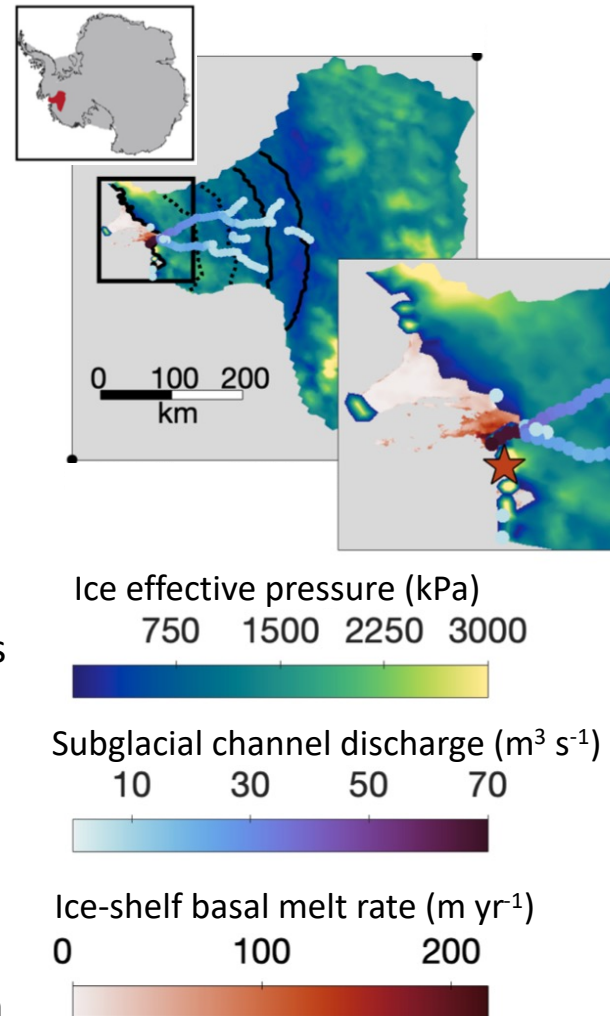 0 100 200
km
Ice effective pressure (kPa)
750 1500 2250 3000
s
Subglacial channel discharge (m³ s⁻¹)
10 30 50 70
Ice-shelf basal melt rate (m yr⁻¹)
0 100 200